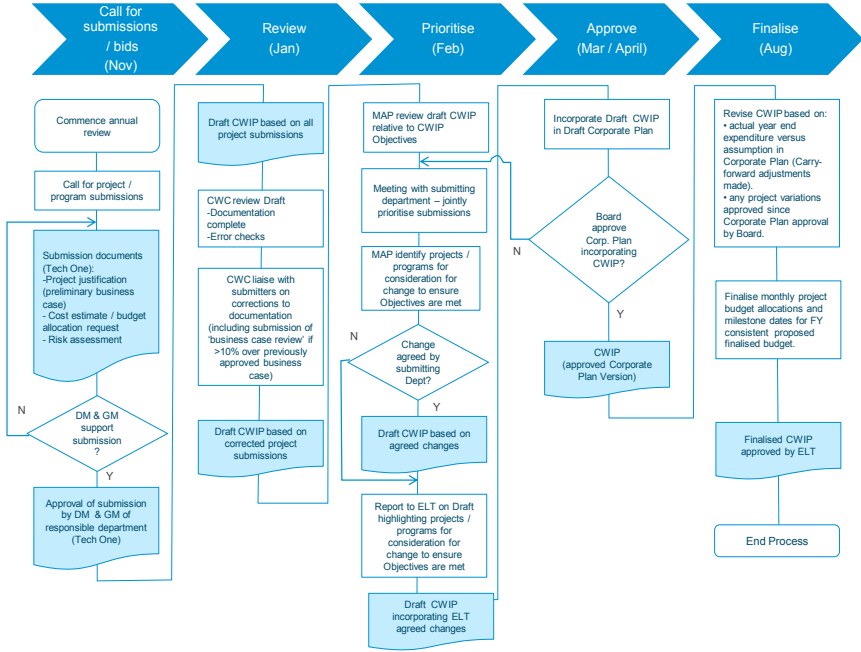 Call for
submissions
/ bids
(Nov)
Review
(Jan)
Prioritise
(Feb)
Approve
(Mar / April)
Finalise
(Aug)
Commence annual
review
Call for project /
program submissions
Submission documents
(Tech One):
-Project justification
(preliminary business
case)
- Cost estimate / budget
allocation request
- Risk assessment
N
DM & GM
support
submission
?
Y
Approval of submission
by DM & GM of
responsible department
(Tech One)
Draft CWIP based on all
project submissions
CWC review Draft
-Documentation
complete
-Error checks
CWC liaise with
submitters on
corrections to
documentation
(including submission of
'business case review' if
>10% over previously
approved business
case)
Draft CWIP based on
corrected project
submissions
MAP review draft CWIP
relative to CWIP
Objectives
Meeting with submitting
department – jointly
prioritise submissions
MAP identify projects /
programs for
consideration for
change to ensure
Objectives are met
N
Change
agreed by
submitting
Dept?
Y
Draft CWIP based on
agreed changes
Report to ELT on Draft
highlighting projects /
programs for
consideration for
change to ensure
Objectives are met
Draft CWIP
incorporating ELT
agreed changes
Incorporate Draft CWIP
in Draft Corporate Plan
N
Board
approve
Corp. Plan
incorporating
CWIP?
Y
CWIP
(approved Corporate
Plan Version)
Revise CWIP based on:
• actual year end
expenditure versus
assumption in
Corporate Plan (Carry-
forward adjustments
made).
• any project variations
approved since
Corporate Plan approval
by Board.
Finalise monthly project
budget allocations and
milestone dates for FY
consistent proposed
finalised budget.
Finalised CWIP
approved by ELT
End Process